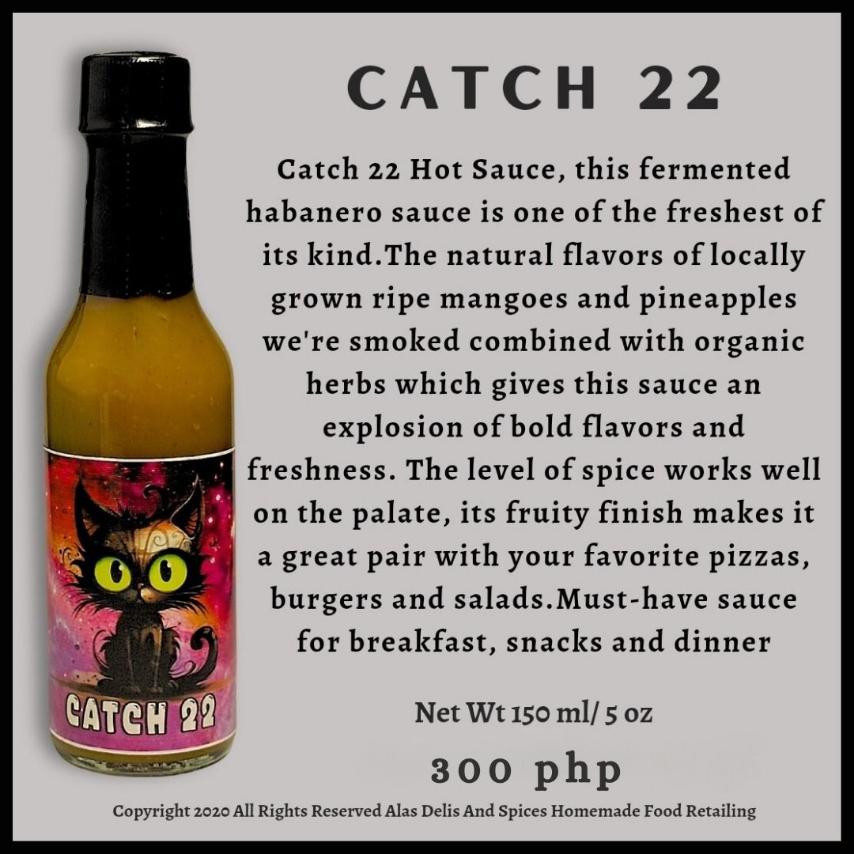 CATCH 22
Catch 22 Hot Sauce, this fermented
habanero sauce is one of the freshest of
its kind.The natural flavors of locally
grown ripe mangoes and pineapples
we're smoked combined with organic
herbs which gives this sauce an
explosion of bold flavors and
freshness. The level of spice works well
on the palate, its fruity finish makes it
a great pair with your favorite pizzas,
burgers and salads.Must-have sauce
for breakfast, snacks and dinner
CATCH 22
Net Wt 150 ml/ 5 oz
300 php
Copyright 2020 All Rights Reserved Alas Delis And Spices Homemade Food Retailing